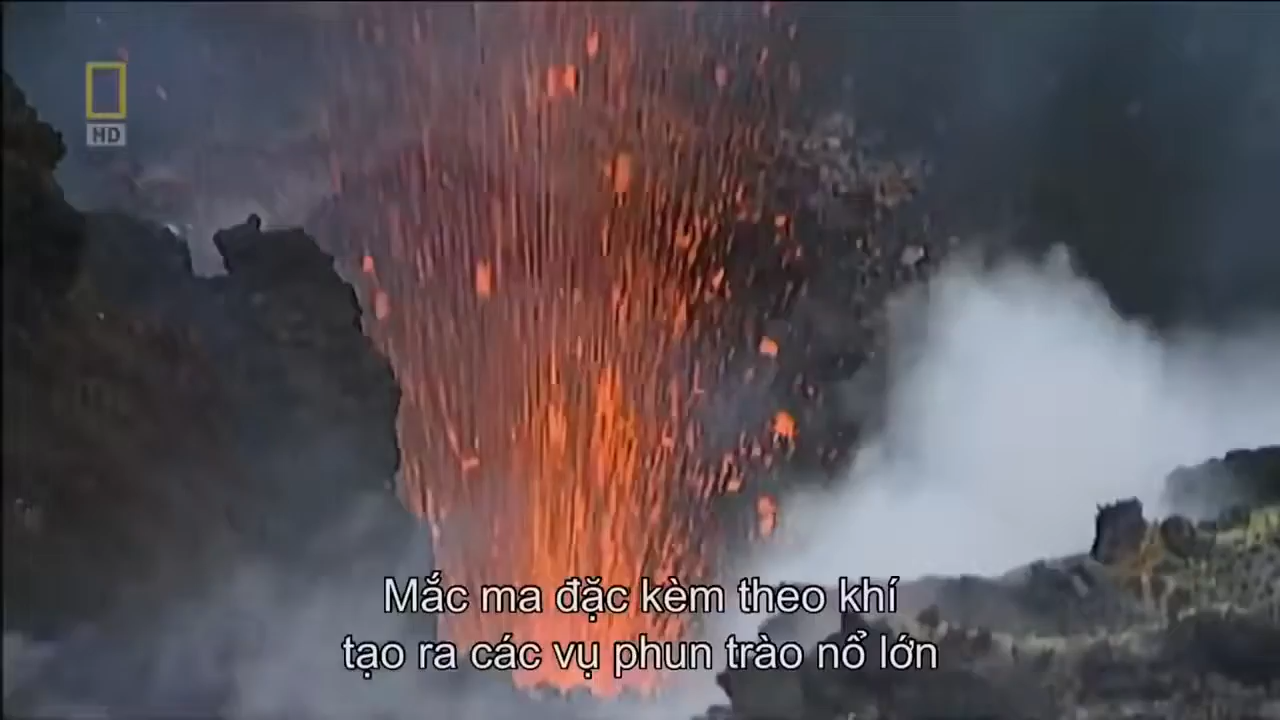 HD
Mắc ma đặc kèm theo khí
tạo ra các vụ phun trào nổ lớn